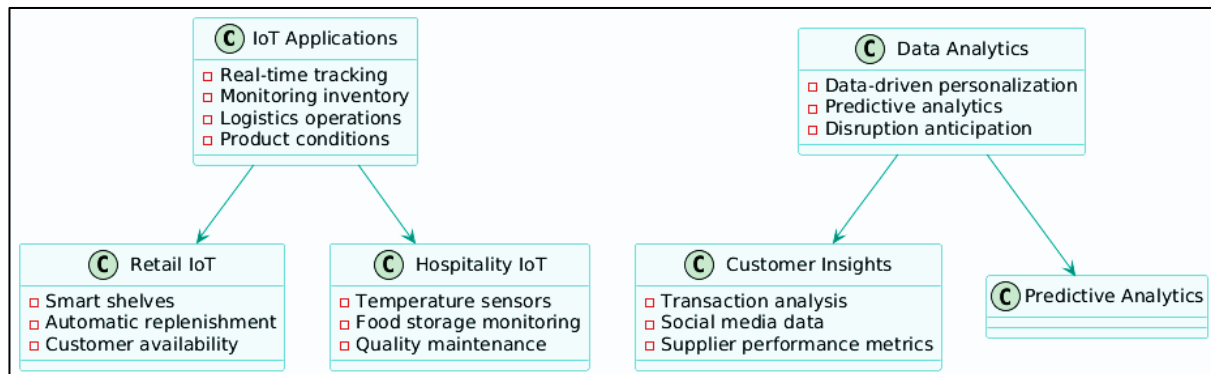 C IoT Applications
Real-time tracking
Monitoring inventory
Logistics operations
Product conditions
C Data Analytics
Data-driven personalization
Predictive analytics
Disruption anticipation
C Retail IoT
Smart shelves
Automatic replenishment
Customer availability
C Hospitality IoT
Temperature sensors
Food storage monitoring
Quality maintenance
C Customer Insights
Transaction analysis
Social media data
Supplier performance metrics
C Predictive Analytics